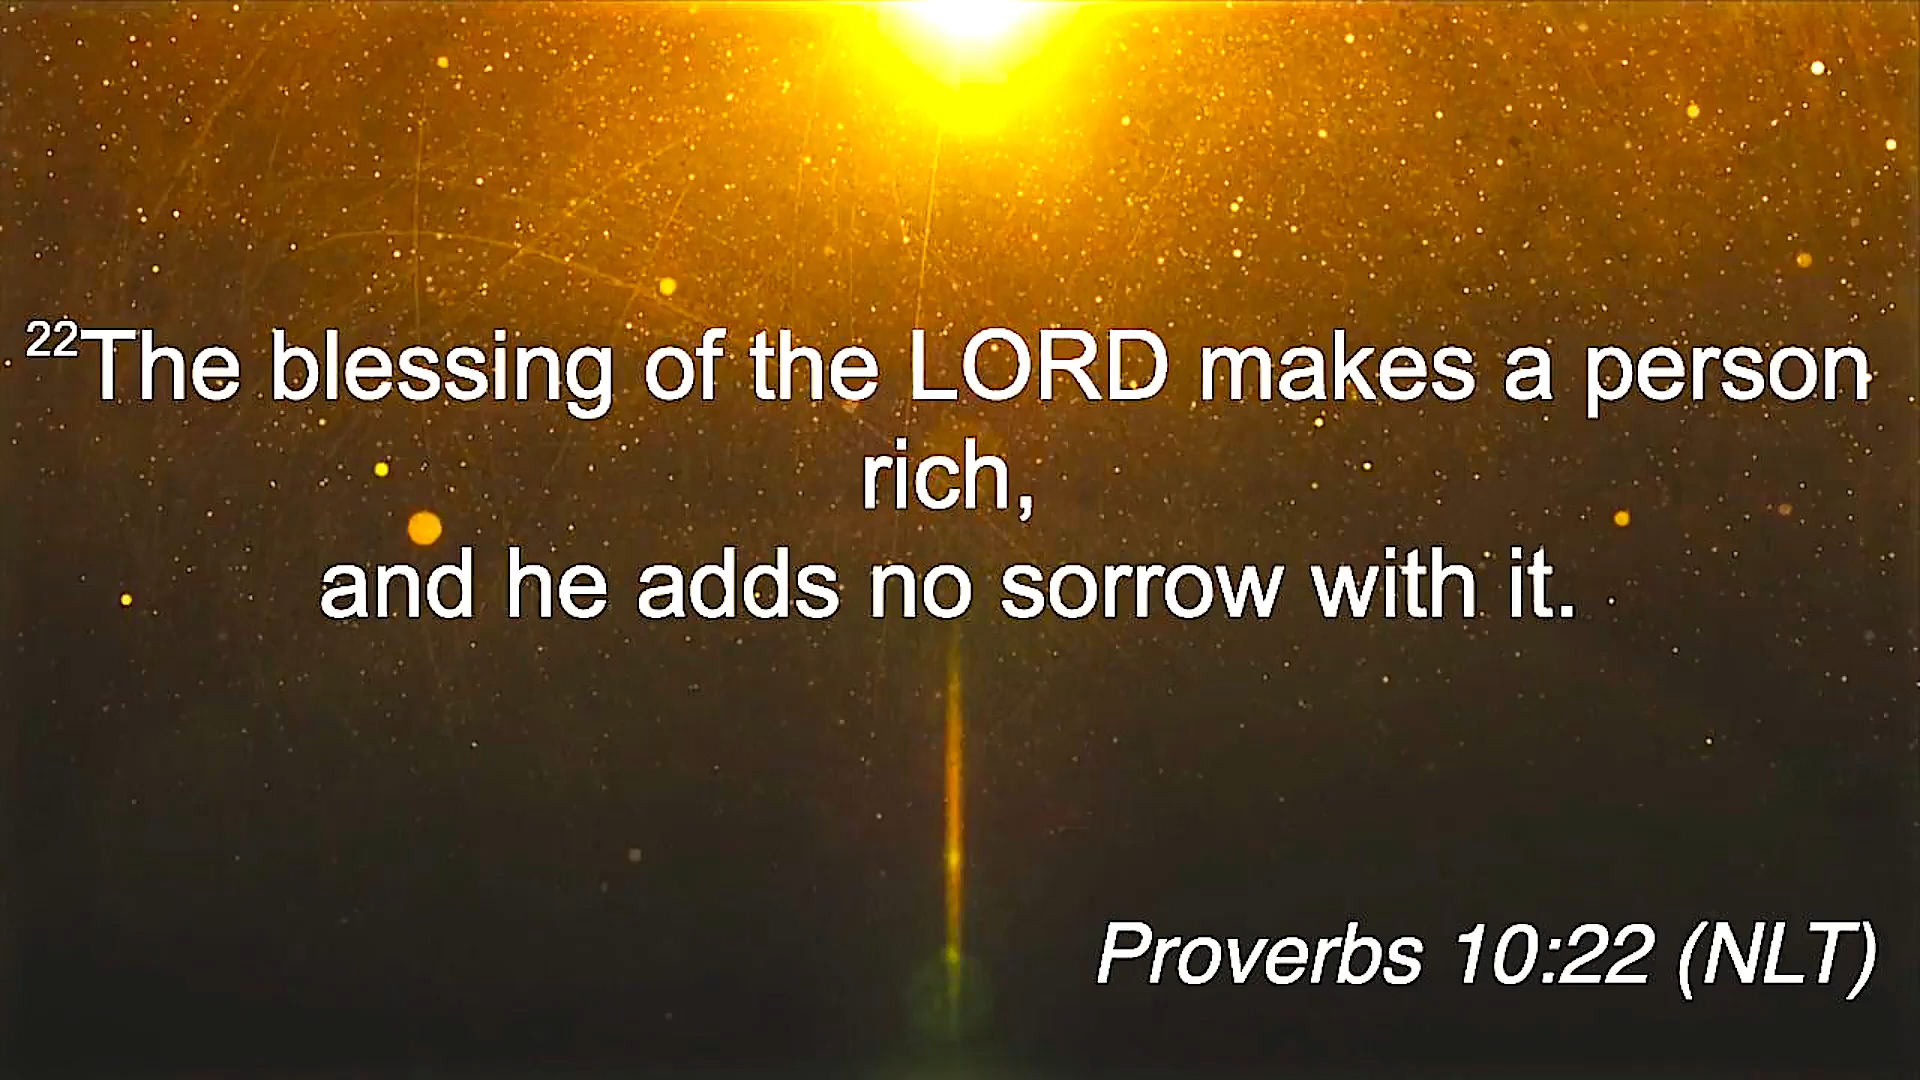 22The blessing of the LORD makes a person
rich,
and he adds no sorrow with it.
Proverbs 10:22 (NLT)